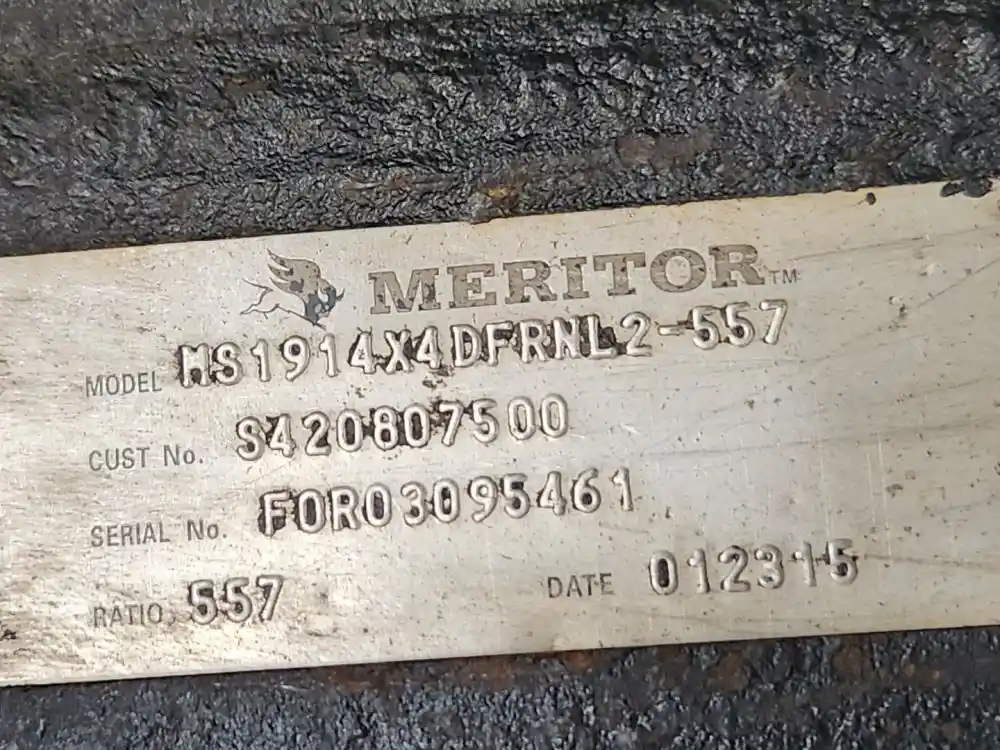 MERITOR™
MODEL MS1914X4DFRNL2-557
CUST No. S420807500
SERIAL No. FOR03095461
RATIO 557 DATE 012315